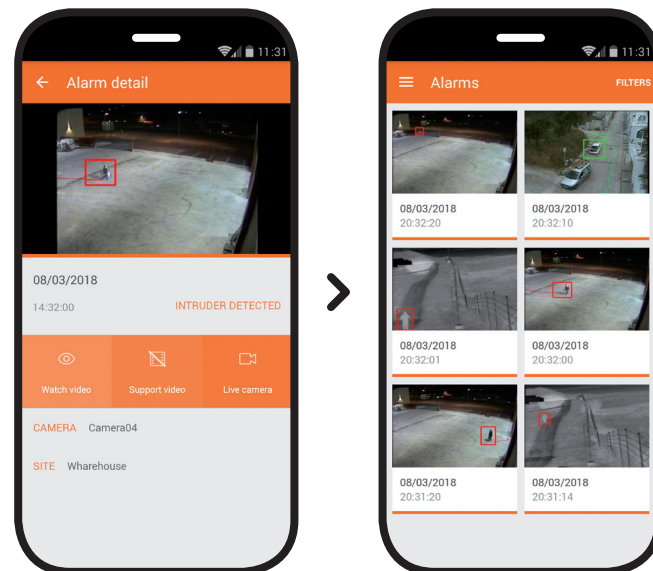 11:31
Alarm detail
08/03/2018
14:32:00 INTRUDER DETECTED
Watch video Support video Live camera
CAMERA Camera04
SITE Wharehouse
11:31
Alarms FILTERS
08/03/2018 08/03/2018
20:32:20 20:32:10
08/03/2018 08/03/2018
20:32:01 20:32:00
08/03/2018 08/03/2018
20:31:20 20:31:14